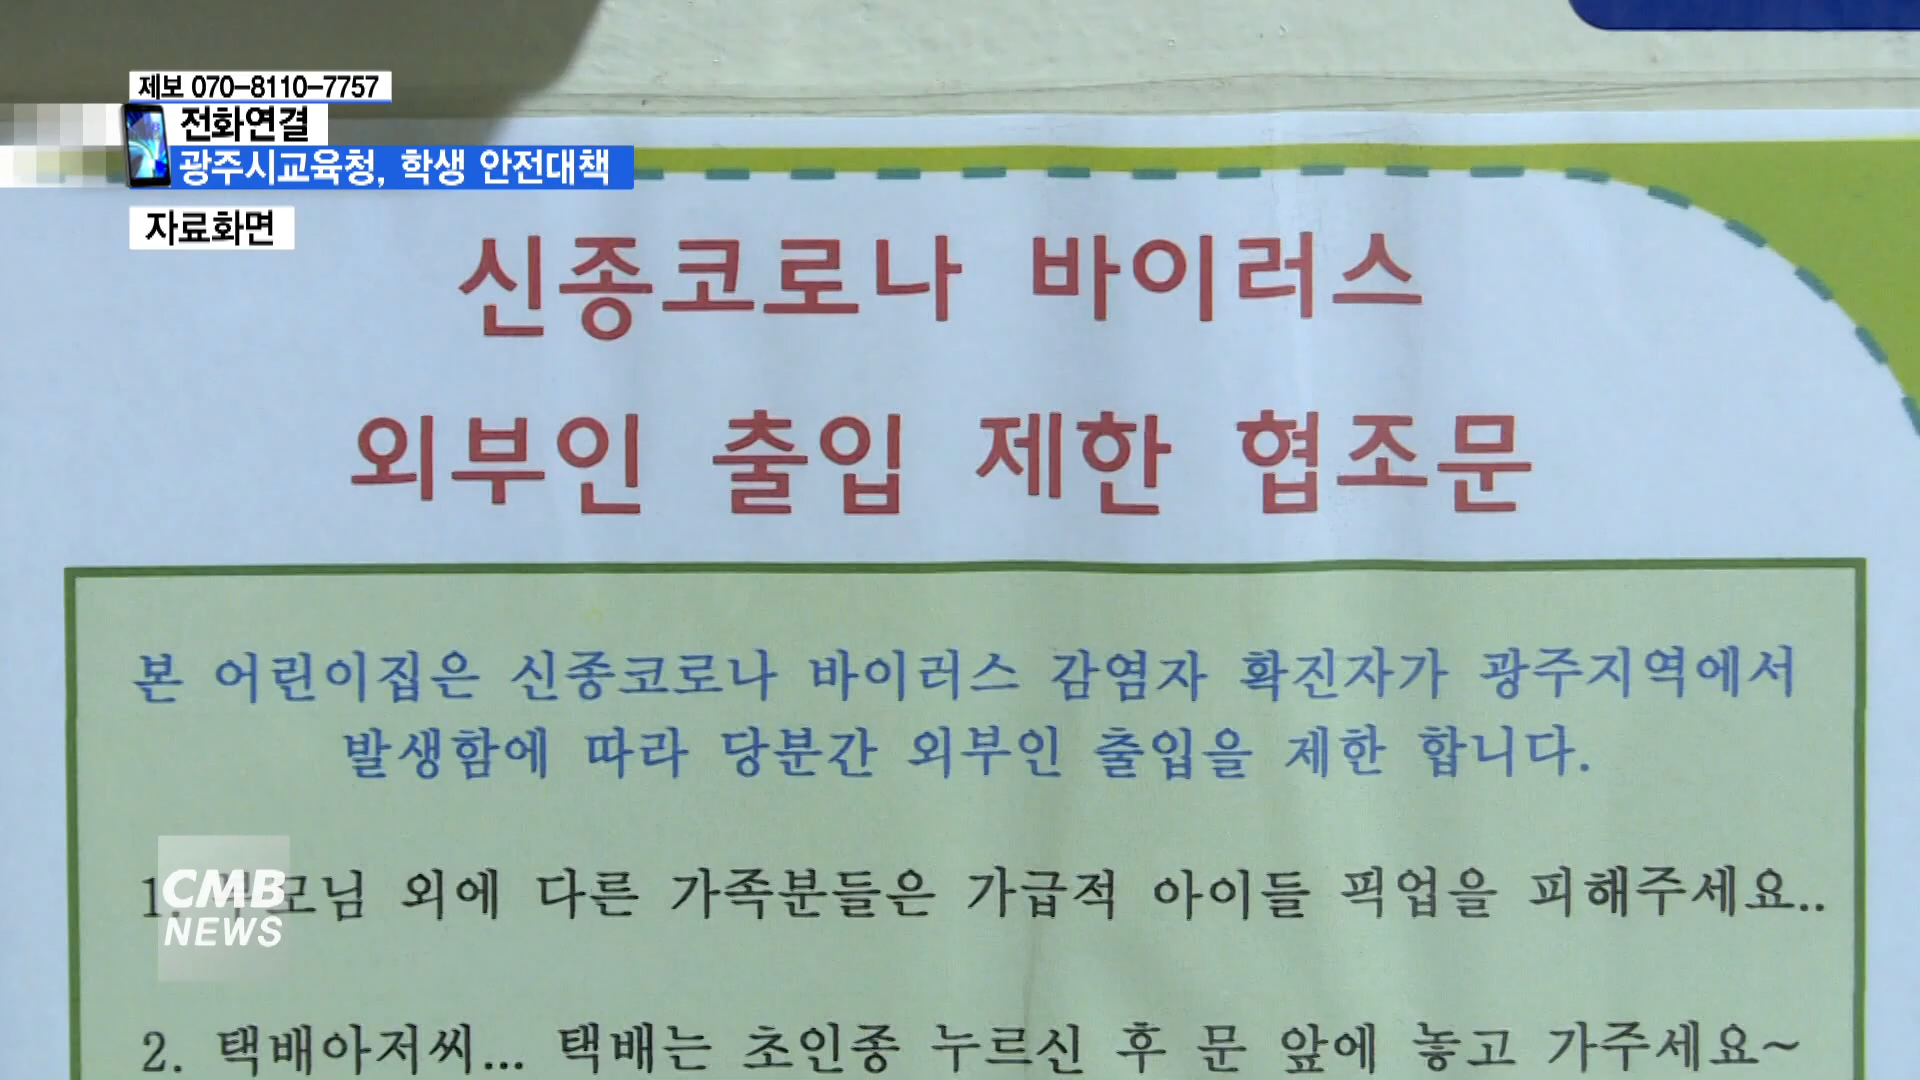 제보 070-8110-7757
전화연결
광주시교육청, 학생 안전대책
자료화면
신종코로나 바이러스
외부인 출입 제한 협조문
본 어린이집은 신종코로나 바이러스 감염자 확진자가 광주지역에서
발생함에 따라 당분간 외부인 출입을 제한 합니다.
1. 부모님 외에 다른 가족분들은 가급적 아이들 픽업을 피해주세요..
CMB
NEWS
2. 택배아저씨... 택배는 초인종 누르신 후 문 앞에 놓고 가주세요~